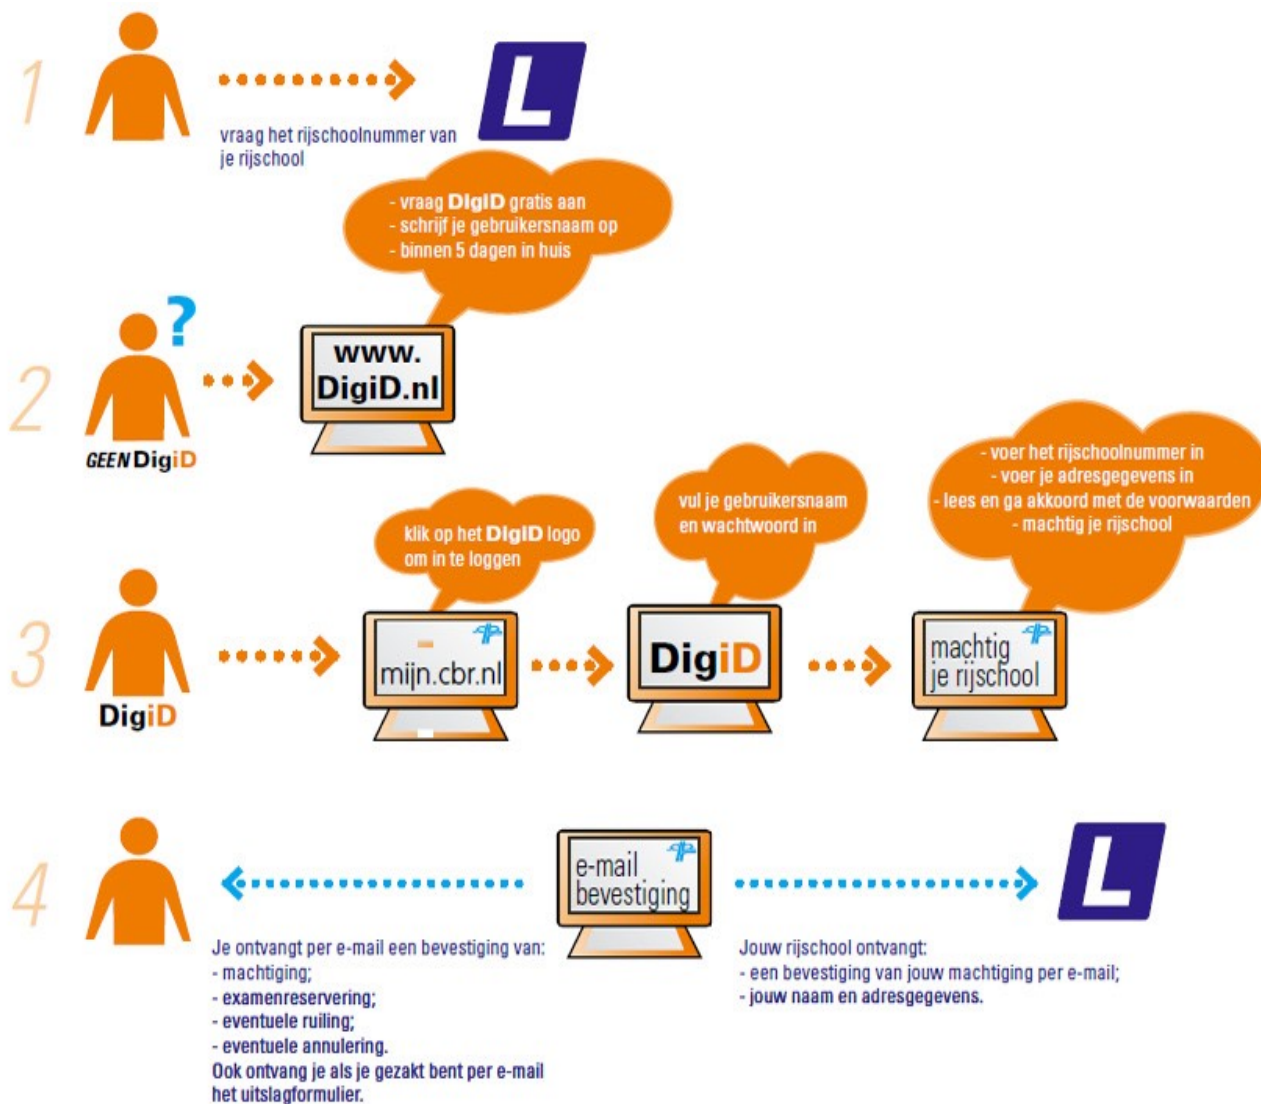 1
L
vraag het rijschoolnummer van
je rijschool
- vraag DigiD gratis aan
- schrijf je gebruikersnaam op
- binnen 5 dagen in huis
2
?
GEEN DigiD
www.
DigiD.nl
3
DigiD
klik op het DigiD logo
om in te loggen
mijn.cbr.nl
vul je gebruikersnaam
en wachtwoord in
DigiD
- voer het rijschoolnummer in
- voer je adresgegevens in
- lees en ga akkoord met de voorwaarden
- machtig je rijschool
machtig
je rijschool
4
e-mail
bevestiging
L
Je ontvangt per e-mail een bevestiging van:
- machtiging;
- examenreservering;
- eventuele ruiling;
- eventuele annulering.
Ook ontvang je als je gezakt bent per e-mail
het uitslagformulier.
Jouw rijschool ontvangt:
- een bevestiging van jouw machtiging per e-mail;
- jouw naam en adresgegevens.